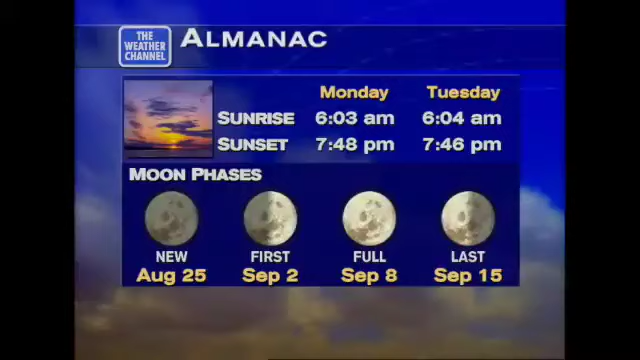 THE
WEATHER
CHANNEL
ALMANAC
Monday Tuesday
SUNRISE 6:03 am 6:04 am
SUNSET 7:48 pm 7:46 pm
MOON PHASES
NEW FIRST FULL LAST
Aug 25 Sep 2 Sep 8 Sep 15